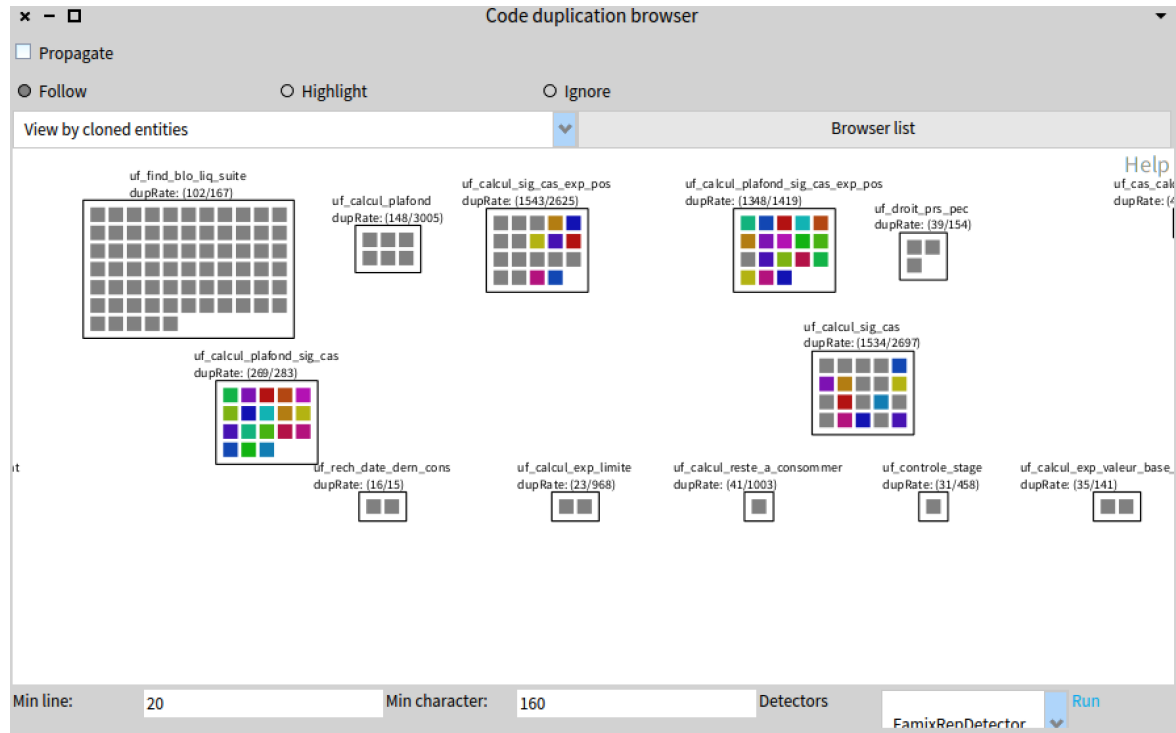 Code duplication browser
Propagate
Follow
Highlight
Ignore
View by cloned entities
Browser list
Help
uf_find_blo_liq_suite
dupRate: (102/167)
uf_calcul_plafond
dupRate: (148/3005)
uf_calcul_sig_cas_exp_pos
dupRate: (1543/2625)
uf_calcul_plafond_sig_cas_exp_pos
dupRate: (1348/1419)
uf_droit_prs_pec
dupRate: (39/154)
uf_cas_calc
dupRate: (4
uf_calcul_plafond_sig_cas
dupRate: (269/283)
uf_calcul_sig_cas
dupRate: (1534/2697)
uf_rech_date_dern_cons
dupRate: (16/15)
uf_calcul_exp_limite
dupRate: (23/968)
uf_calcul_reste_a_consommer
dupRate: (41/1003)
uf_controle_stage
dupRate: (31/458)
uf_calcul_exp_valeur_base_
dupRate: (35/141)
Min line:
20
Min character:
160
Detectors
FamixRepDetector
Run